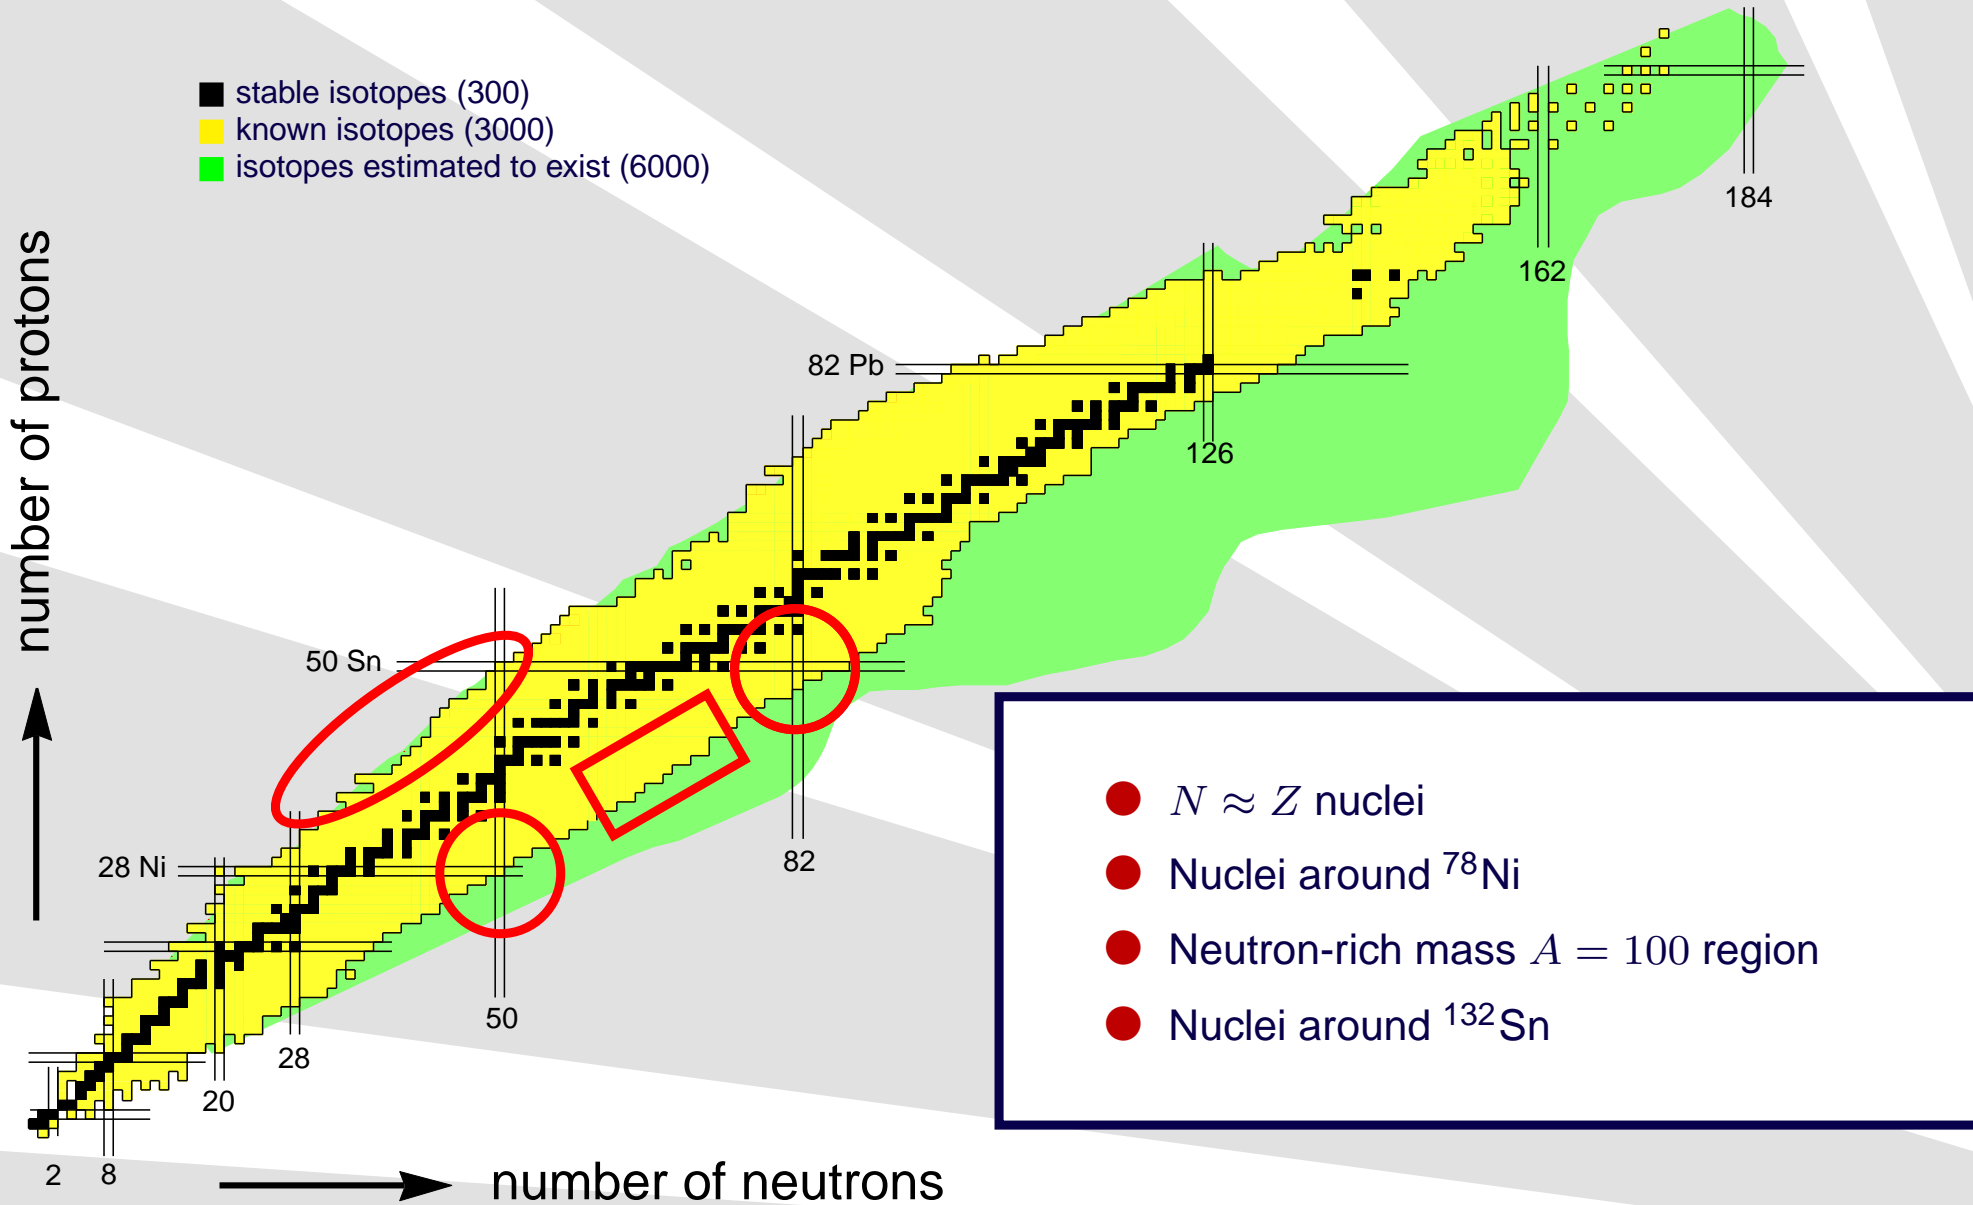 stable isotopes (300)
known isotopes (3000)
isotopes estimated to exist (6000)
number of protons
184
162
82 Pb
126
50 Sn
82
28 Ni
50
28
20
2
8
number of neutrons
N ≈ Z nuclei
Nuclei around ⁷⁸Ni
Neutron-rich mass A = 100 region
Nuclei around ¹³²Sn